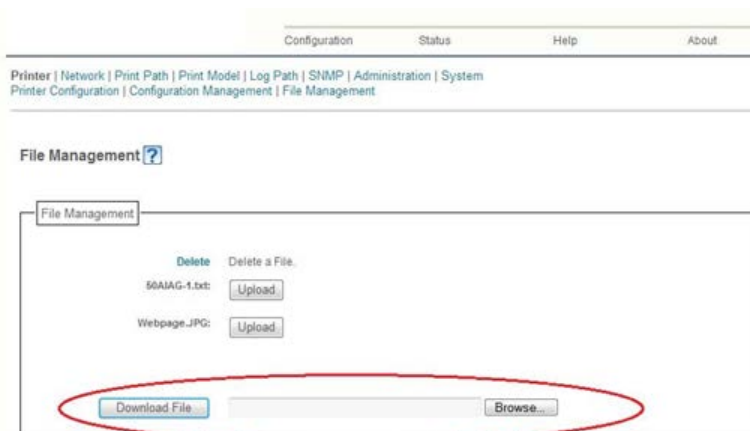 Configuration Status Help About
Printer | Network | Print Path | Print Model | Log Path | SNMP | Administration | System
Printer Configuration | Configuration Management | File Management
File Management ?
File Management
Delete Delete a File.
50AIAG-1.txt: Upload
Webpage.JPG: Upload
Download File Browse...